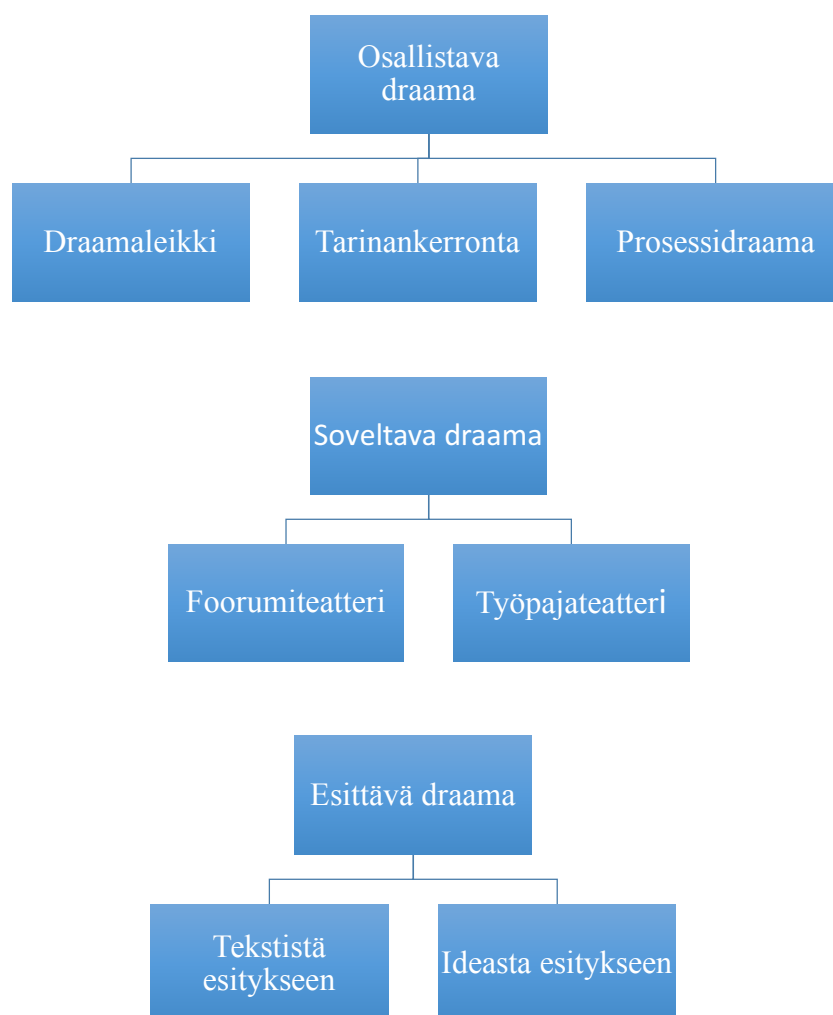 Osallistava
draama
Draamaleikki
Tarinankerronta
Prosessidraama
Soveltava draama
Foorumiteatteri
Työpajateatteri
Esittävä draama
Tekstistä
esitykseen
Ideasta esitykseen